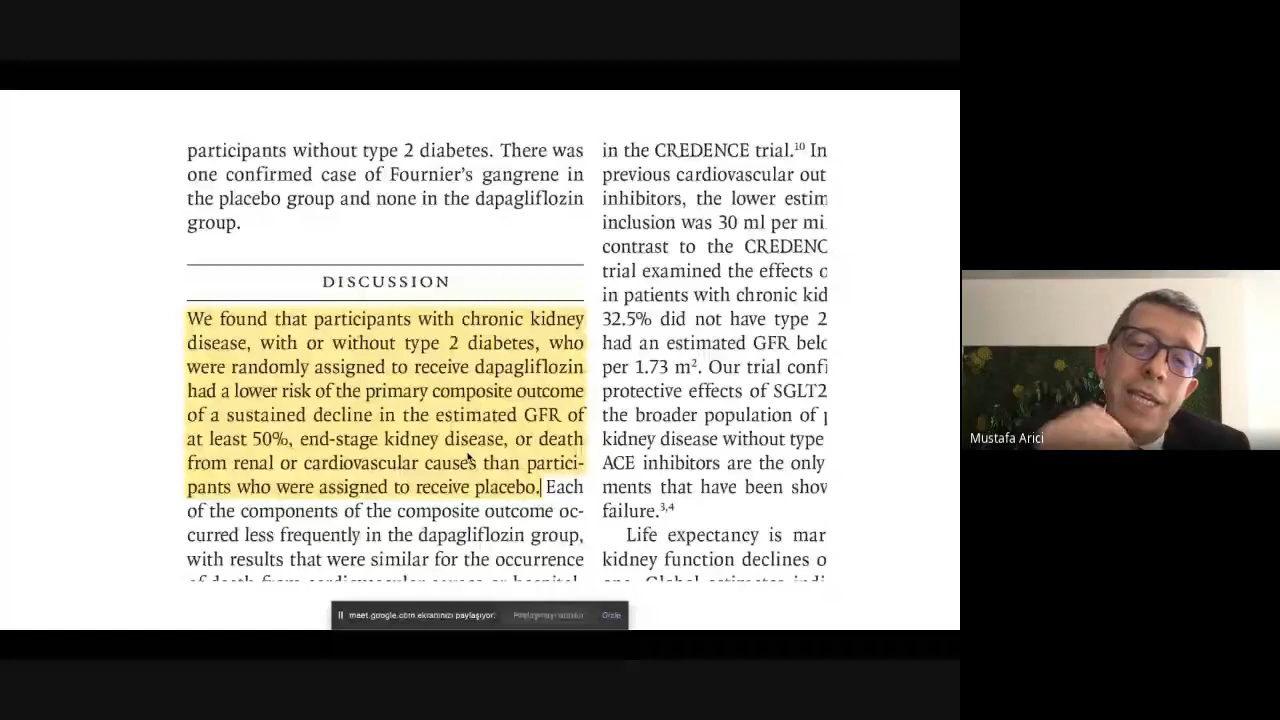 participants without type 2 diabetes. There was
one confirmed case of Fournier's gangrene in
the placebo group and none in the dapagliflozin
group.
DISCUSSION
We found that participants with chronic kidney
disease, with or without type 2 diabetes, who
were randomly assigned to receive dapagliflozin
had a lower risk of the primary composite outcome
of a sustained decline in the estimated GFR of
at least 50%, end-stage kidney disease, or death
from renal or cardiovascular causes than partici-
pants who were assigned to receive placebo. Each
of the components of the composite outcome oc-
curred less frequently in the dapagliflozin group,
with results that were similar for the occurrence
in the CREDENCE trial.¹⁰ In
previous cardiovascular out
inhibitors, the lower estim
inclusion was 30 ml per mi
contrast to the CREDENC
trial examined the effects o
in patients with chronic kid
32.5% did not have type 2
had an estimated GFR belo
per 1.73 m². Our trial confi
protective effects of SGLT2
the broader population of
kidney disease without type
ACE inhibitors are the only
ments that have been shov
failure.³,⁴
Life expectancy is mar
kidney function declines o
meet.google.com ekranınızı paylaşıyor. Gizle
Mustafa Arici